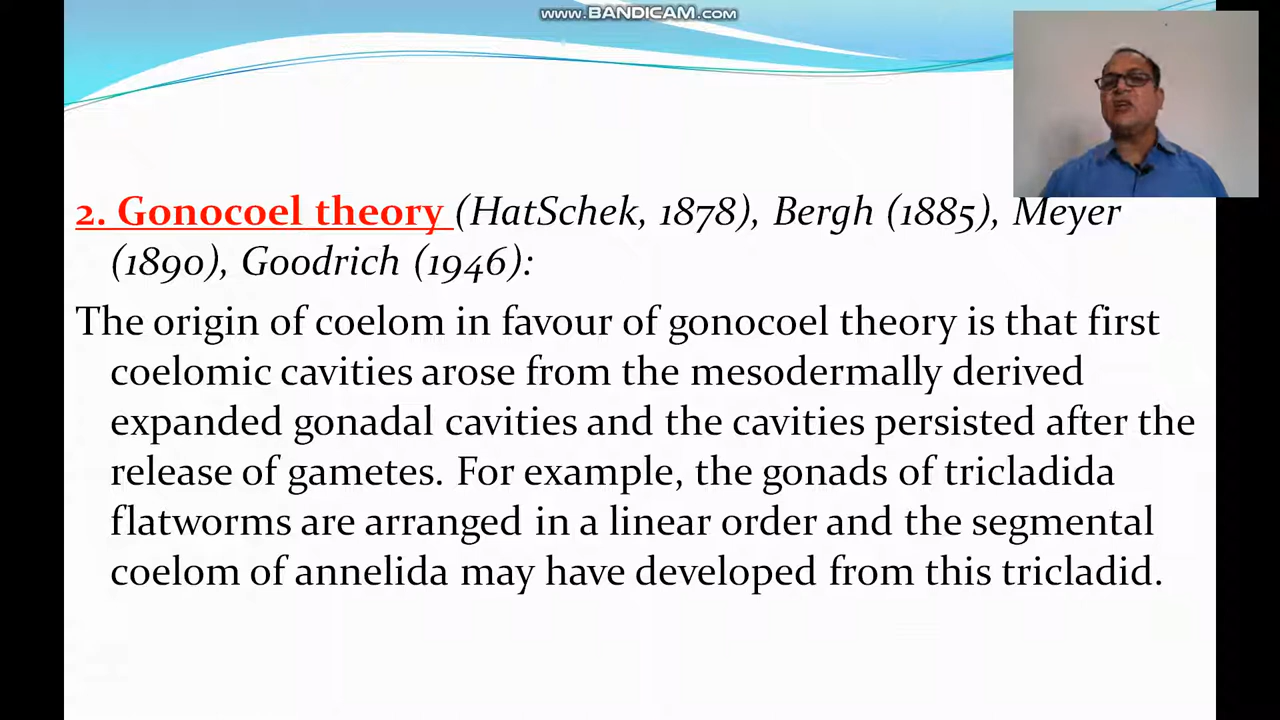 www.BANDICAM.com
2. Gonocoel theory (HatSchek, 1878), Bergh (1885), Meyer
(1890), Goodrich (1946):
The origin of coelom in favour of gonocoel theory is that first
coelomic cavities arose from the mesodermally derived
expanded gonadal cavities and the cavities persisted after the
release of gametes. For example, the gonads of tricladida
flatworms are arranged in a linear order and the segmental
coelom of annelida may have developed from this tricladid.